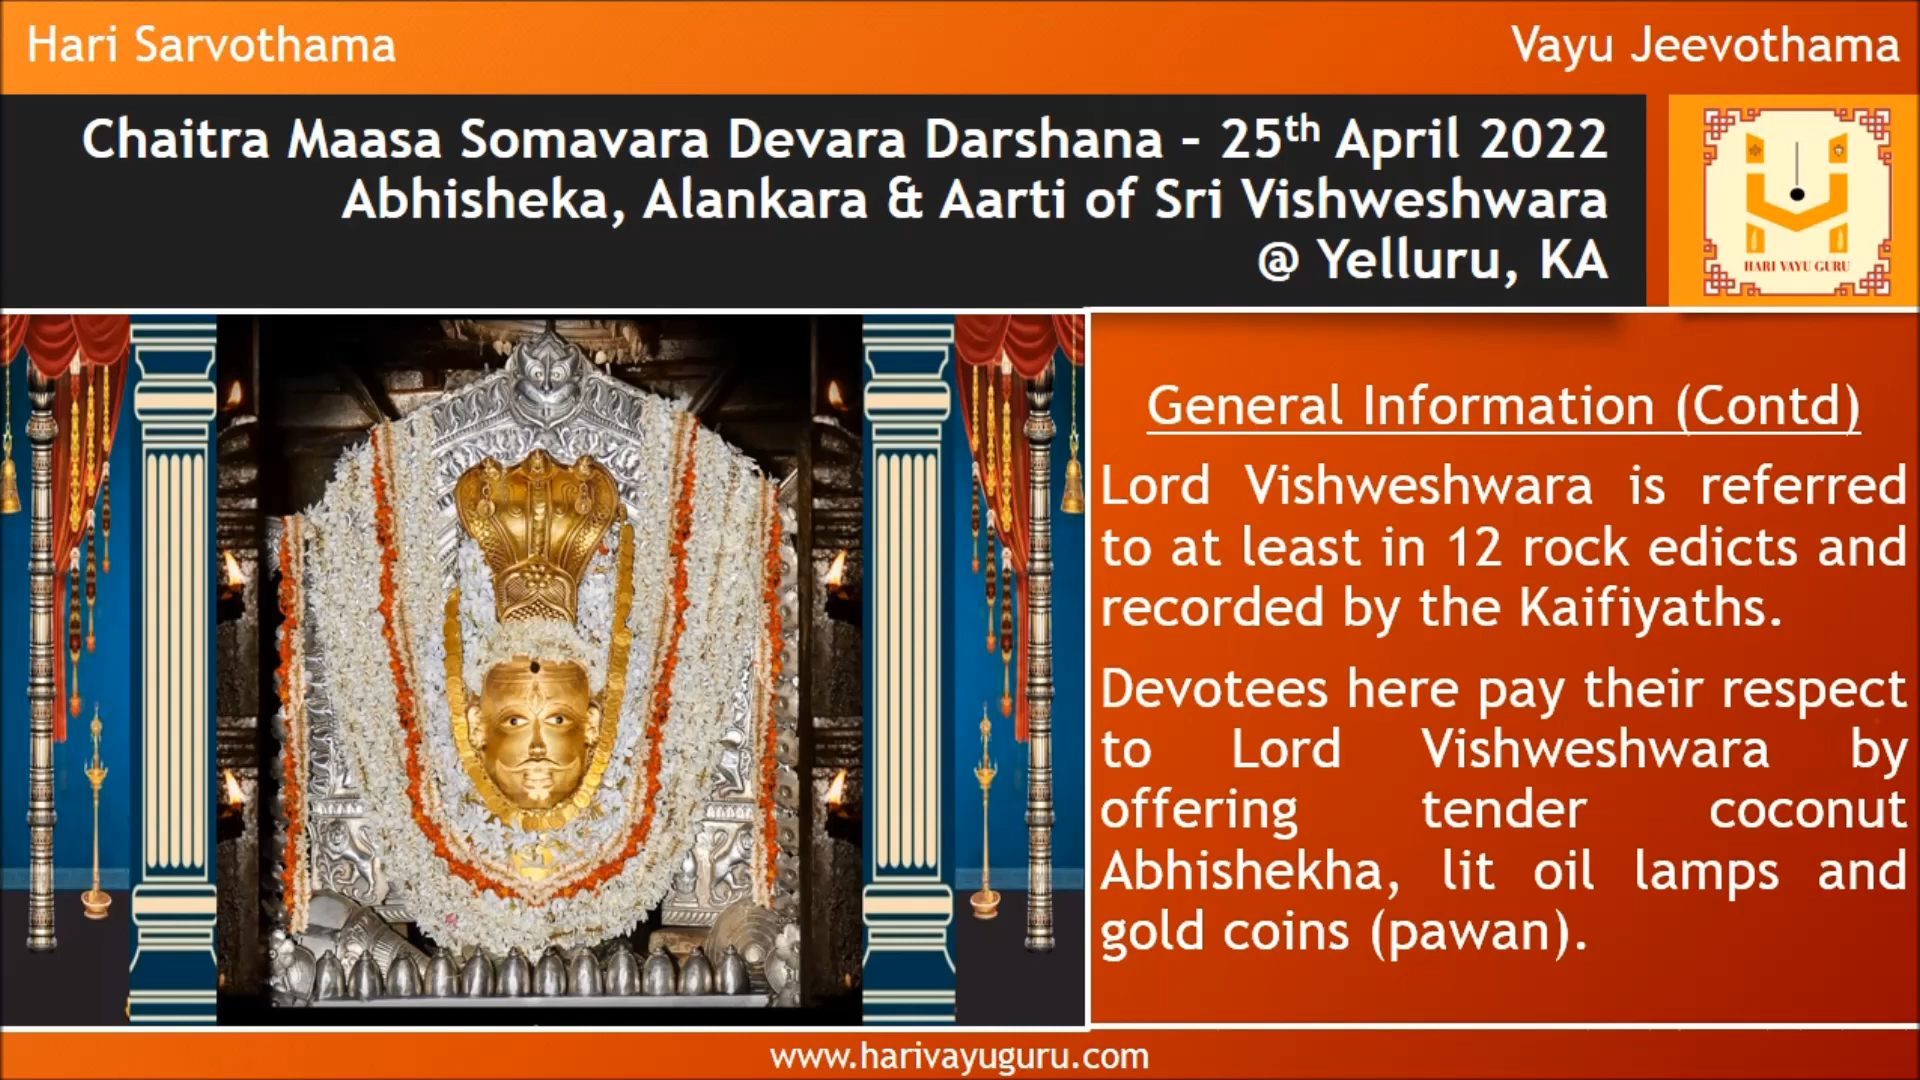 Hari Sarvothama
Vayu Jeevothama
Chaitra Maasa Somavara Devara Darshana – 25th April 2022
Abhisheka, Alankara & Aarti of Sri Vishweshwara
@ Yelluru, KA
HARI VAYU GURU
General Information (Contd)
Lord Vishweshwara is referred
to at least in 12 rock edicts and
recorded by the Kaifiyaths.
Devotees here pay their respect
to Lord Vishweshwara by
offering tender coconut
Abhishekha, lit oil lamps and
gold coins (pawan).
www.harivayuguru.com